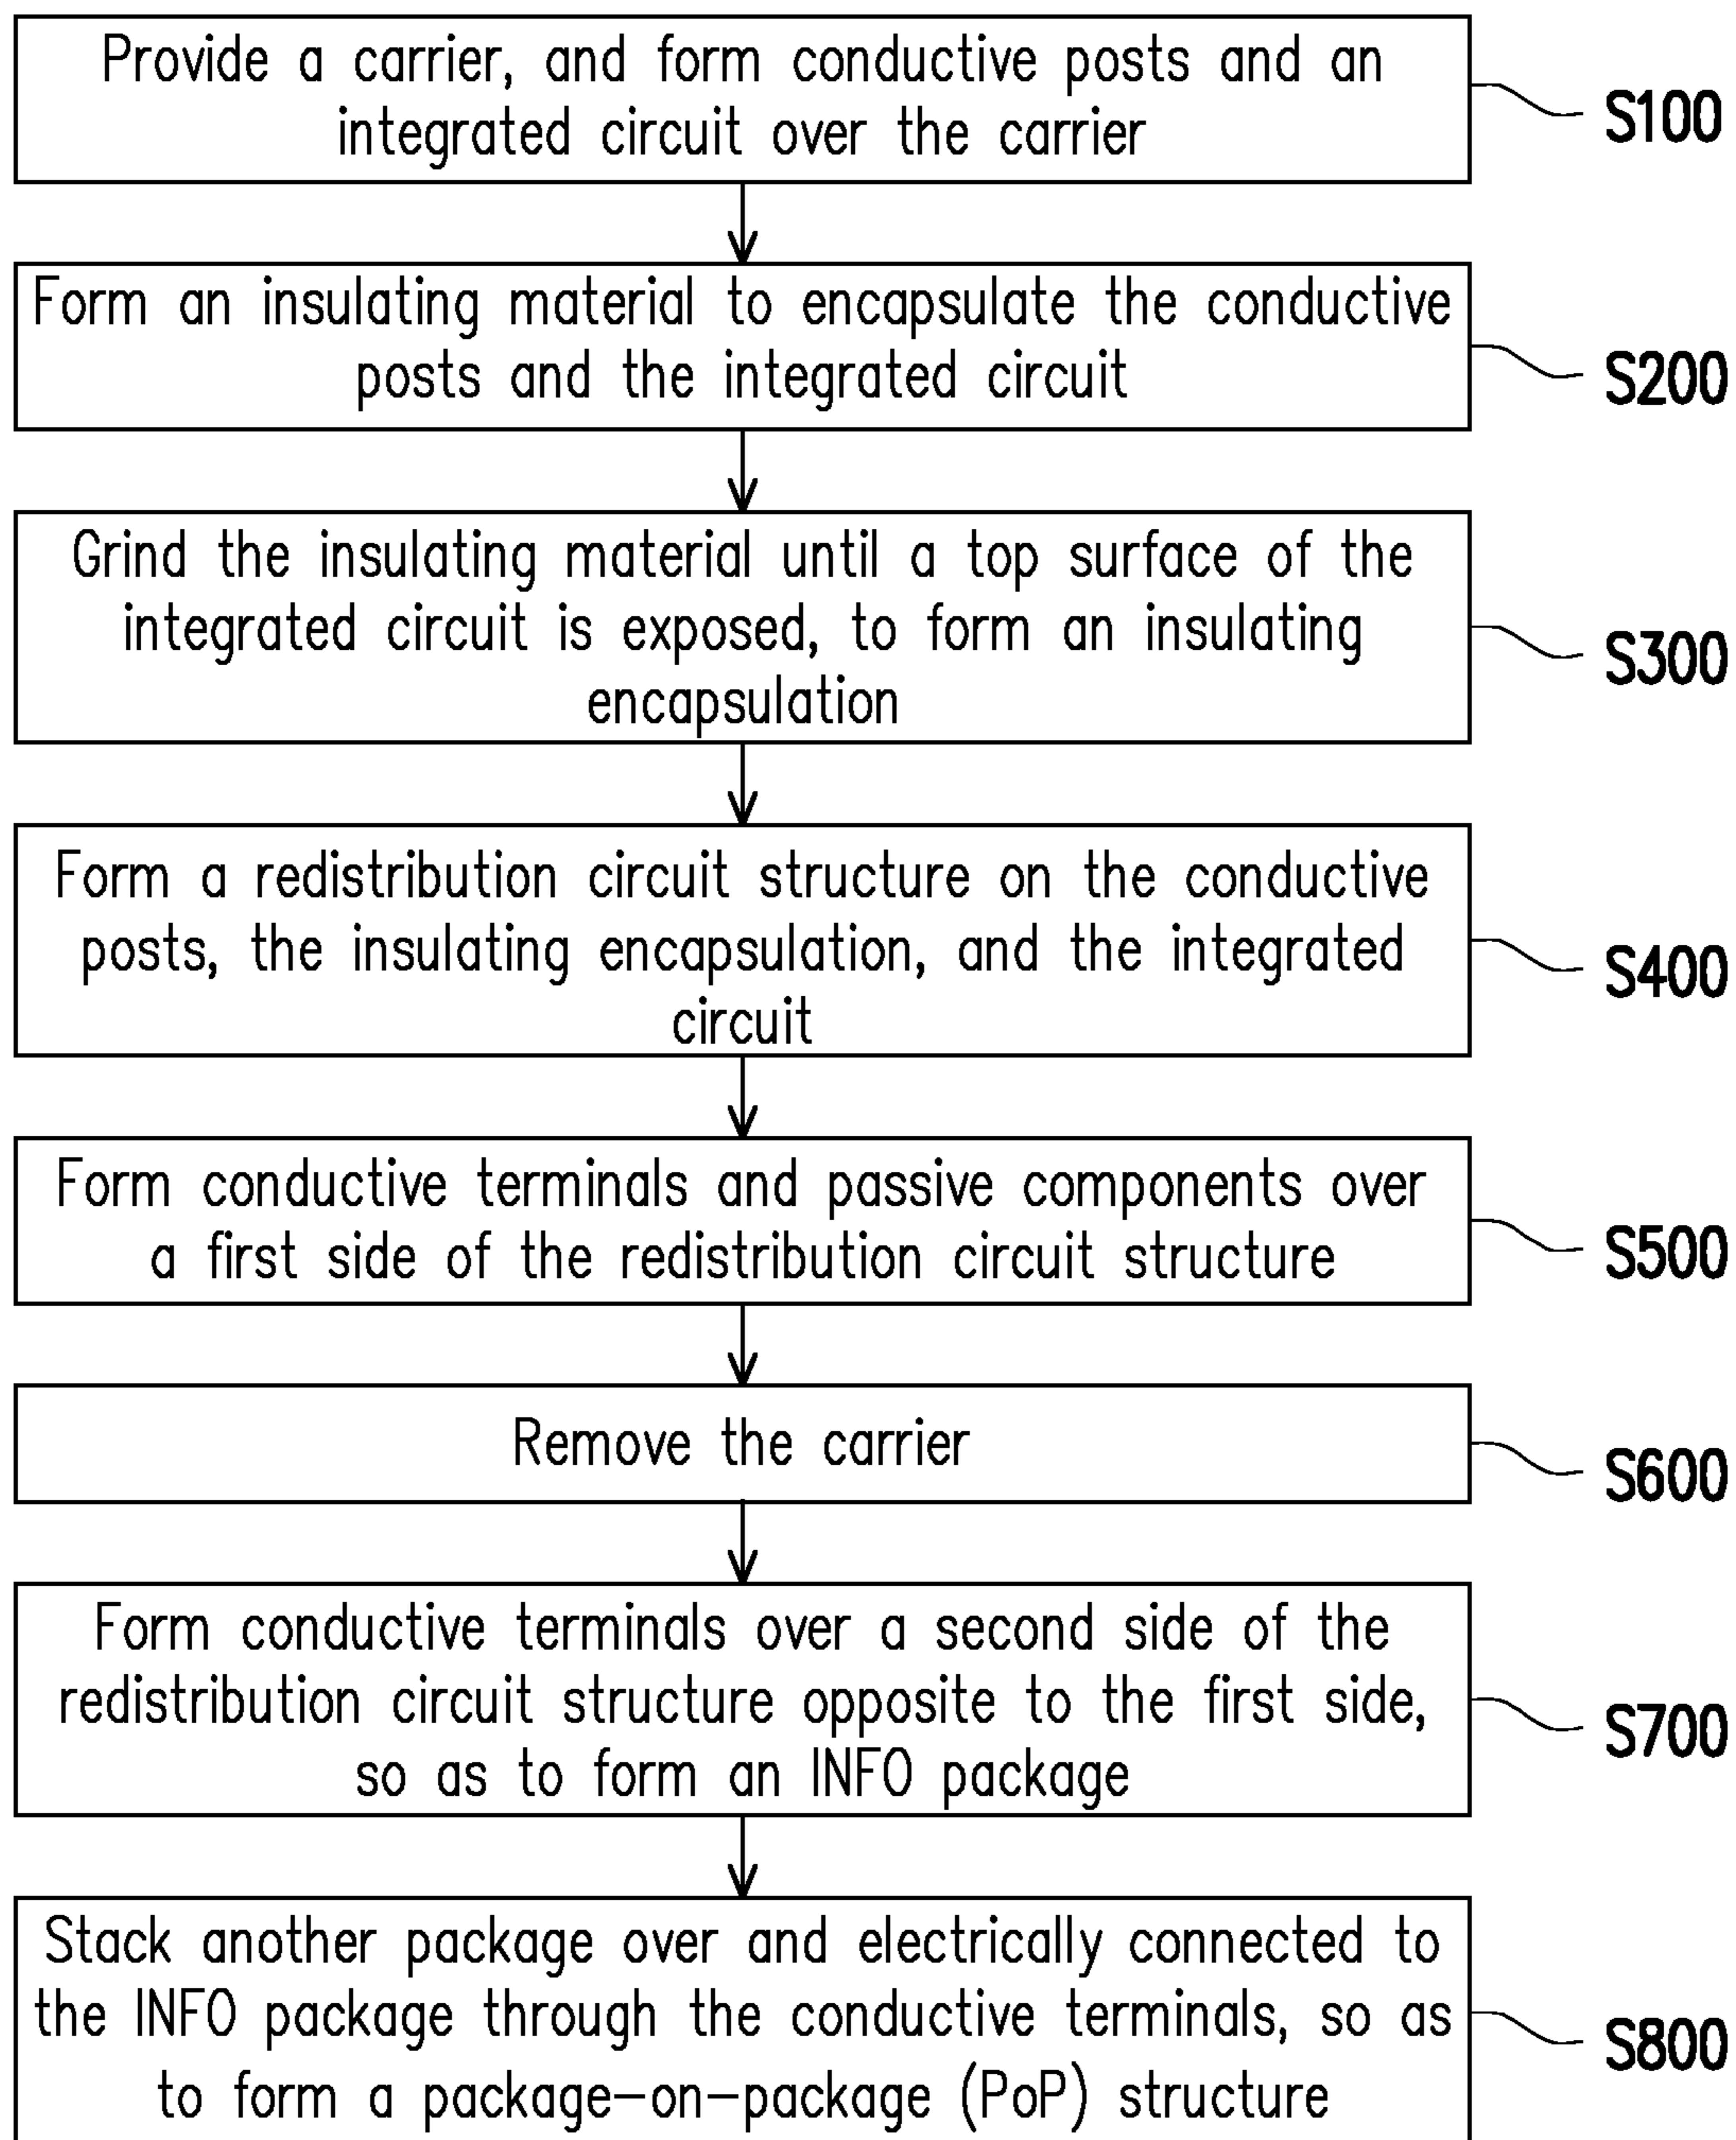 Provide a carrier, and form conductive posts and an
integrated circuit over the carrier
S100
Form an insulating material to encapsulate the conductive
posts and the integrated circuit
S200
Grind the insulating material until a top surface of the
integrated circuit is exposed, to form an insulating
encapsulation
S300
Form a redistribution circuit structure on the conductive
posts, the insulating encapsulation, and the integrated
circuit
S400
Form conductive terminals and passive components over
a first side of the redistribution circuit structure
S500
Remove the carrier
S600
Form conductive terminals over a second side of the
redistribution circuit structure opposite to the first side,
so as to form an INFO package
S700
Stack another package over and electrically connected to
the INFO package through the conductive terminals, so as
to form a package-on-package (PoP) structure
S800